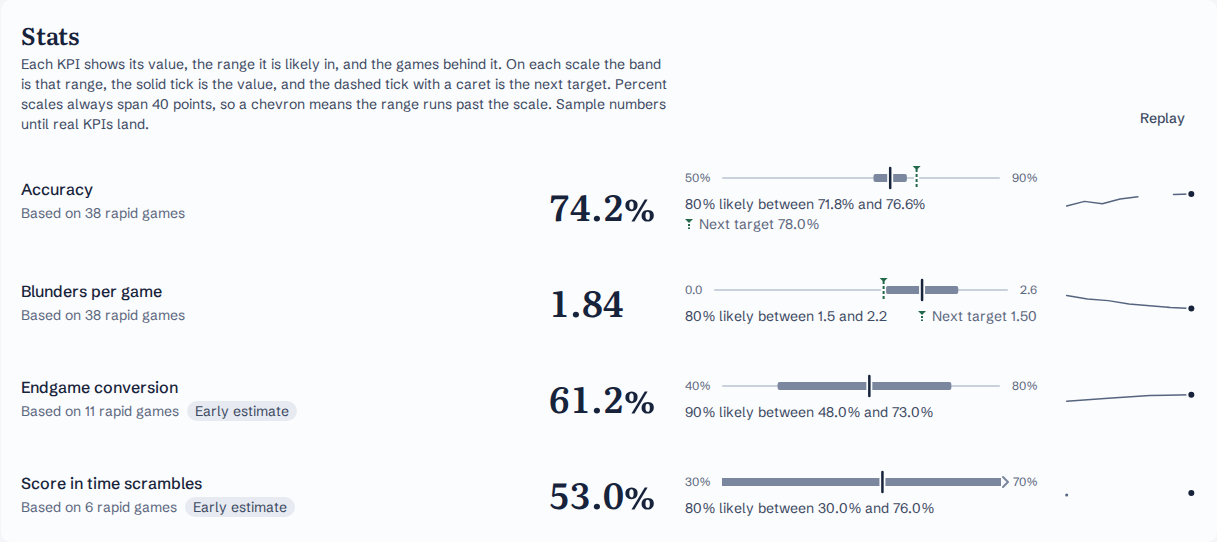 Stats
Each KPI shows its value, the range it is likely in, and the games behind it. On each scale the band
is that range, the solid tick is the value, and the dashed tick with a caret is the next target. Percent
scales always span 40 points, so a chevron means the range runs past the scale. Sample numbers
until real KPIs land.
Replay
Accuracy
Based on 38 rapid games
74.2%
50%
90%
80% likely between 71.8% and 76.6%
Next target 78.0%
Blunders per game
Based on 38 rapid games
1.84
0.0
2.6
80% likely between 1.5 and 2.2
Next target 1.50
Endgame conversion
Based on 11 rapid games
Early estimate
61.2%
40%
80%
90% likely between 48.0% and 73.0%
Score in time scrambles
Based on 6 rapid games
Early estimate
53.0%
30%
70%
80% likely between 30.0% and 76.0%